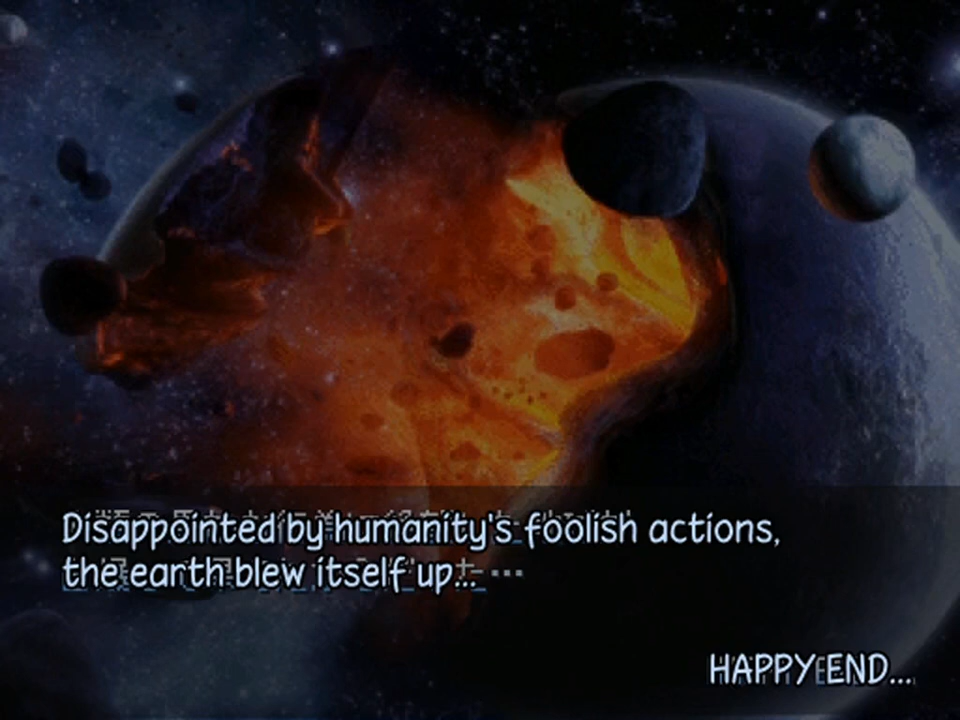 Disappointed by humanity's foolish actions,
the earth blew itself up...
HAPPY END...